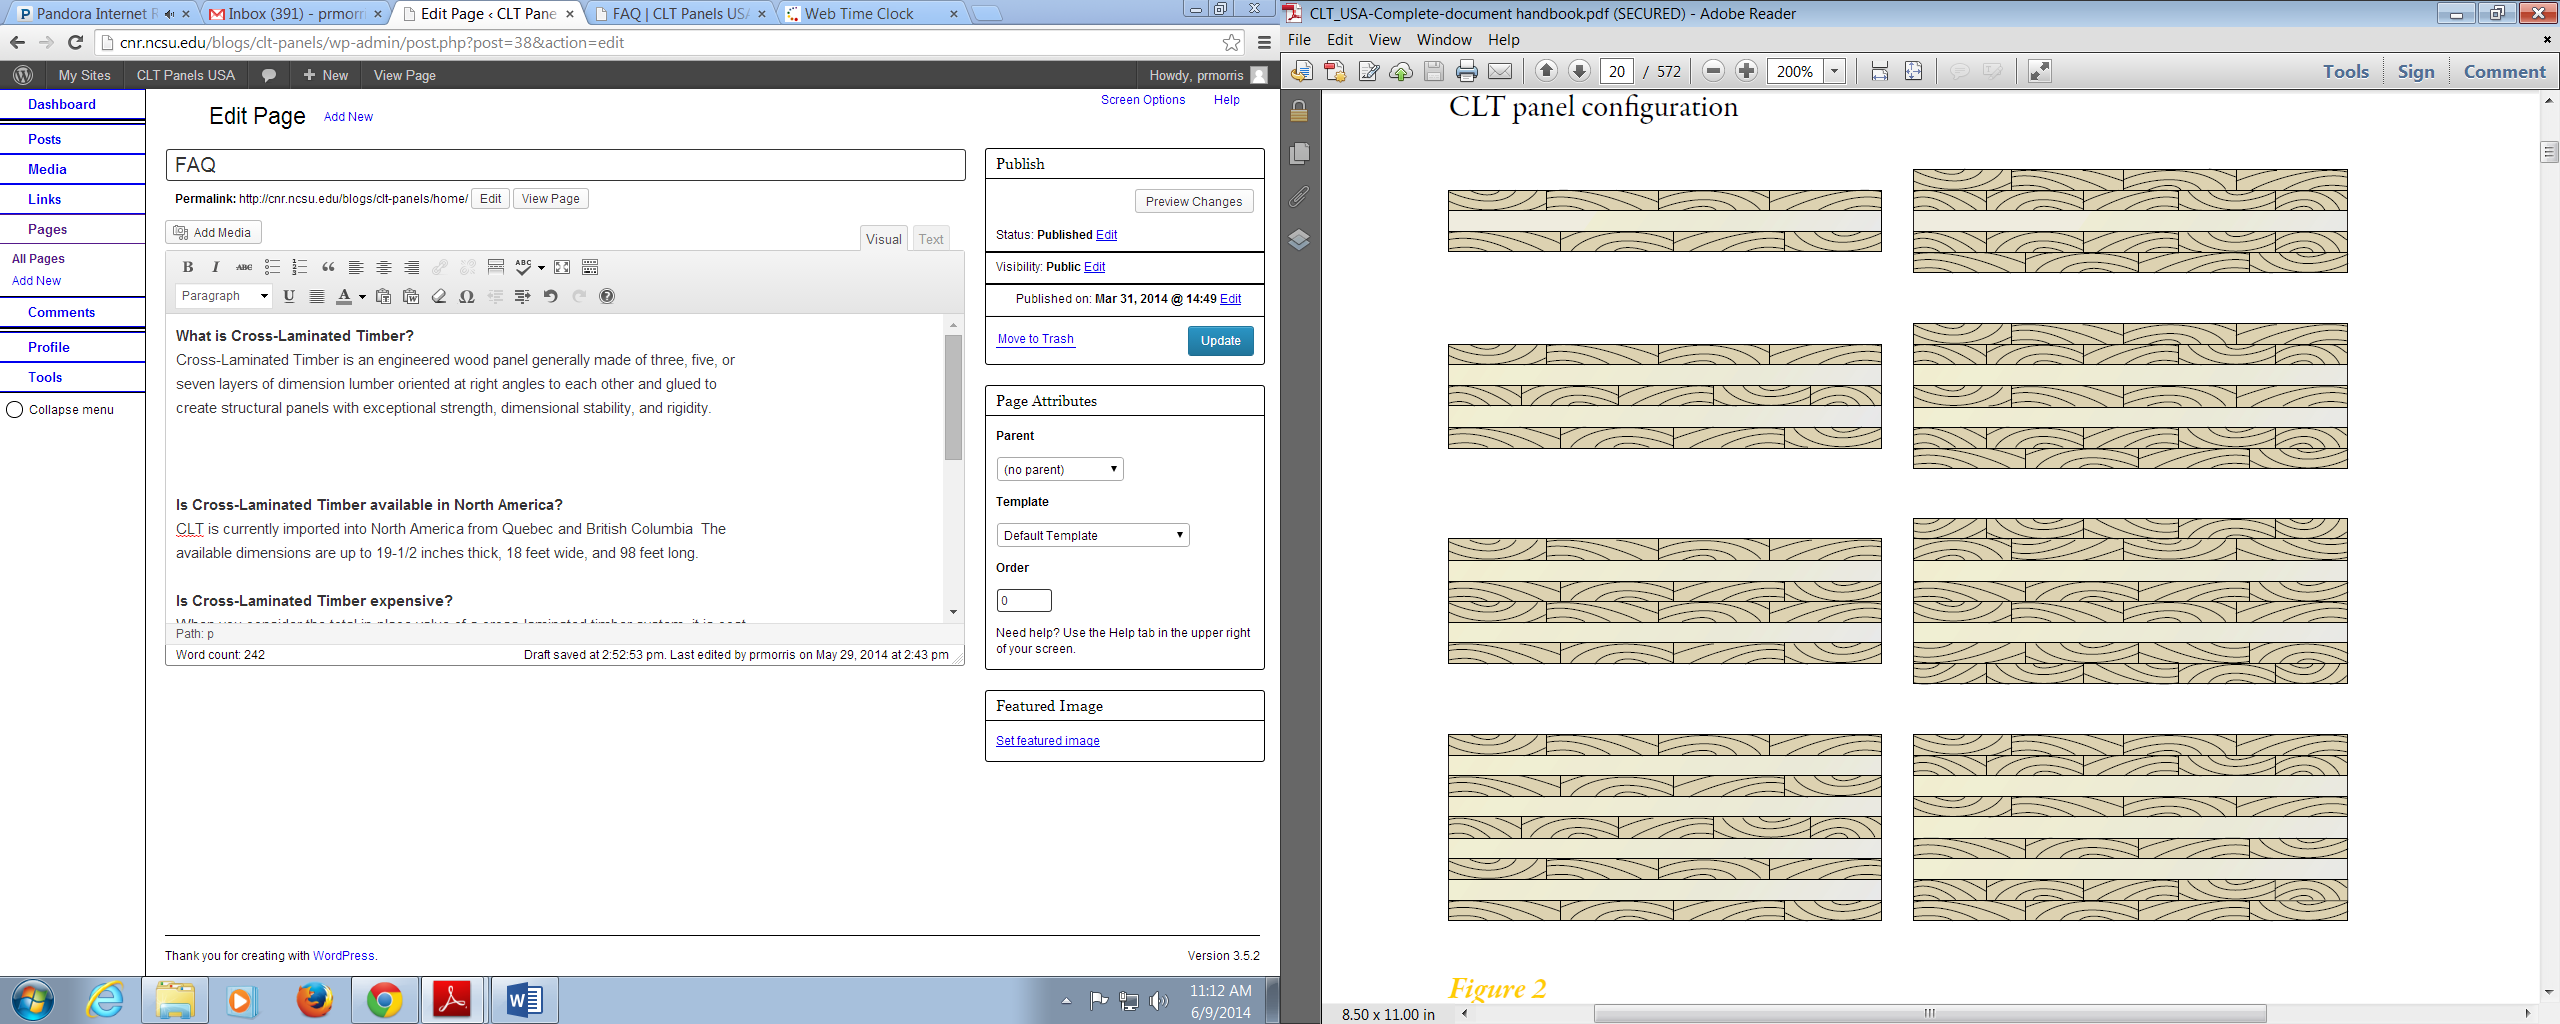 Pandora Internet R
Inbox (391) - prmorri
Edit Page ‹ CLT Pane
FAQ | CLT Panels USA
Web Time Clock
cnr.ncsu.edu/blogs/clt-panels/wp-admin/post.php?post=38&action=edit
My Sites
CLT Panels USA
New
View Page
Howdy, prmorris
Dashboard
Posts
Media
Links
Pages
All Pages
Add New
Comments
Profile
Tools
Collapse menu
Screen Options
Help
Edit Page
Add New
FAQ
Permalink: http://cnr.ncsu.edu/blogs/clt-panels/home/ Edit View Page
Add Media
Visual
Text
B I ABC ABC
Paragraph U A
What is Cross-Laminated Timber?
Cross-Laminated Timber is an engineered wood panel generally made of three, five, or
seven layers of dimension lumber oriented at right angles to each other and glued to
create structural panels with exceptional strength, dimensional stability, and rigidity.
Is Cross-Laminated Timber available in North America?
CLT is currently imported into North America from Quebec and British Columbia  The
available dimensions are up to 19-1/2 inches thick, 18 feet wide, and 98 feet long.
Is Cross-Laminated Timber expensive?
Path: p
Word count: 242
Draft saved at 2:52:53 pm. Last edited by prmorris on May 29, 2014 at 2:43 pm
Publish
Preview Changes
Status: Published Edit
Visibility: Public Edit
Published on: Mar 31, 2014 @ 14:49 Edit
Move to Trash
Update
Page Attributes
Parent
(no parent)
Template
Default Template
Order
0
Need help? Use the Help tab in the upper right
of your screen.
Featured Image
Set featured image
Thank you for creating with WordPress.
Version 3.5.2
11:12 AM
6/9/2014
CLT_USA-Complete-document handbook.pdf (SECURED) - Adobe Reader
File Edit View Window Help
20 / 572
200%
Tools
Sign
Comment
CLT panel configuration
Figure 2
8.50 x 11.00 in